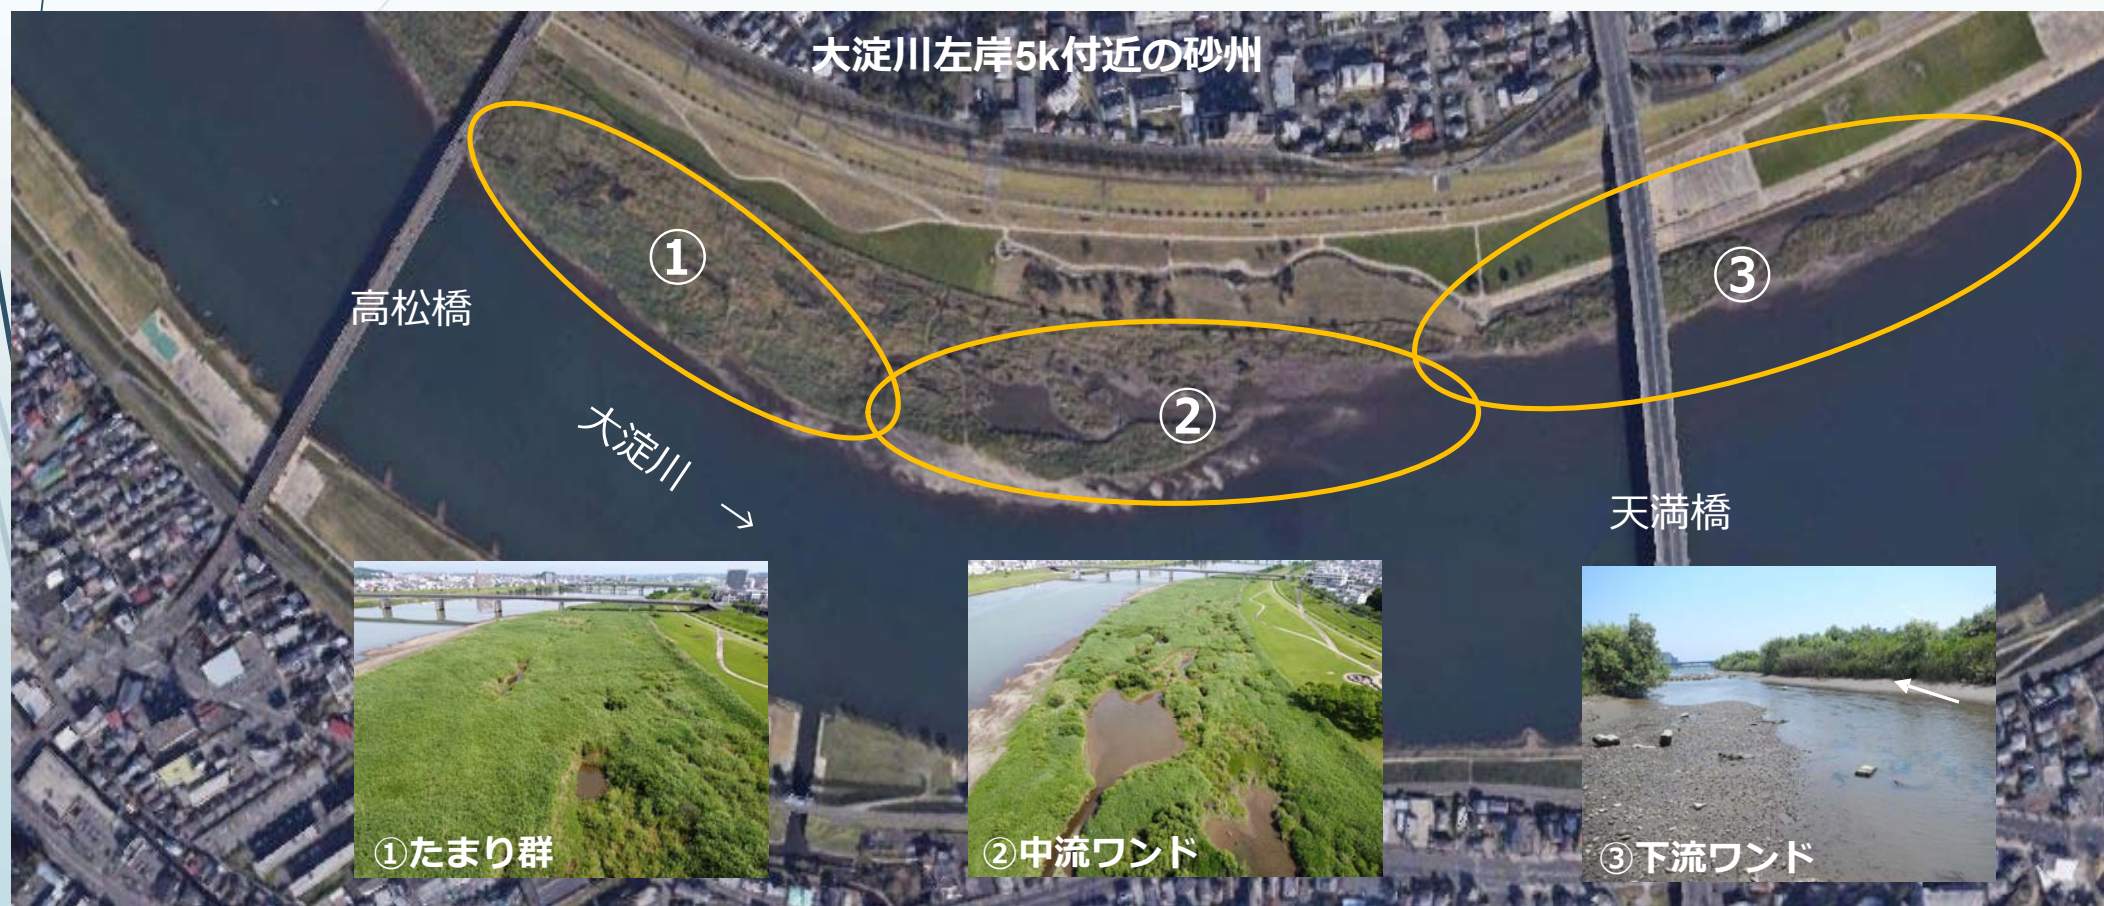 大淀川左岸5k付近の砂州
①
②
③
高松橋
大淀川 →
天満橋
①たまり群
②中流ワンド
③下流ワンド